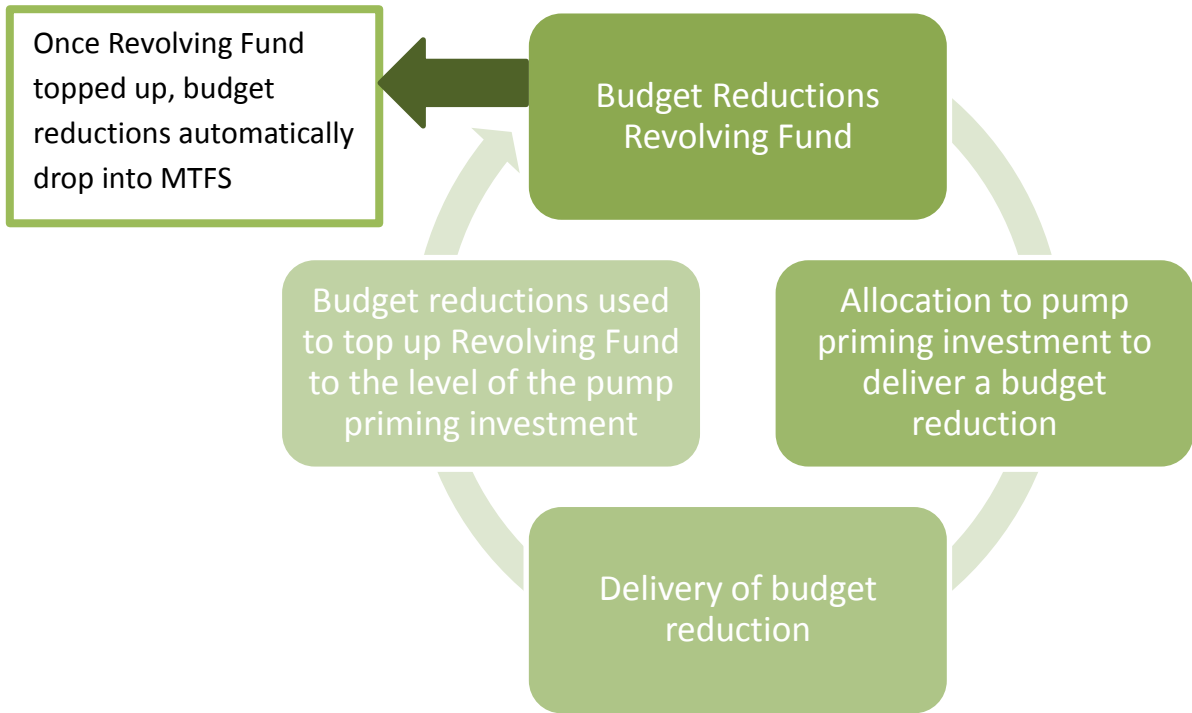 Once Revolving Fund
topped up, budget
reductions automatically
drop into MTFS
Budget Reductions
Revolving Fund
Allocation to pump
priming investment to
deliver a budget
reduction
Delivery of budget
reduction
Budget reductions used
to top up Revolving Fund
to the level of the pump
priming investment